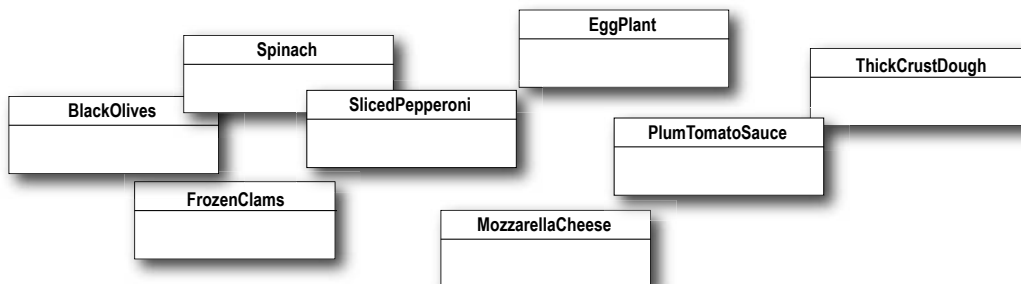 EggPlant
Spinach
ThickCrustDough
BlackOlives
SlicedPepperoni
PlumTomatoSauce
FrozenClams
MozzarellaCheese